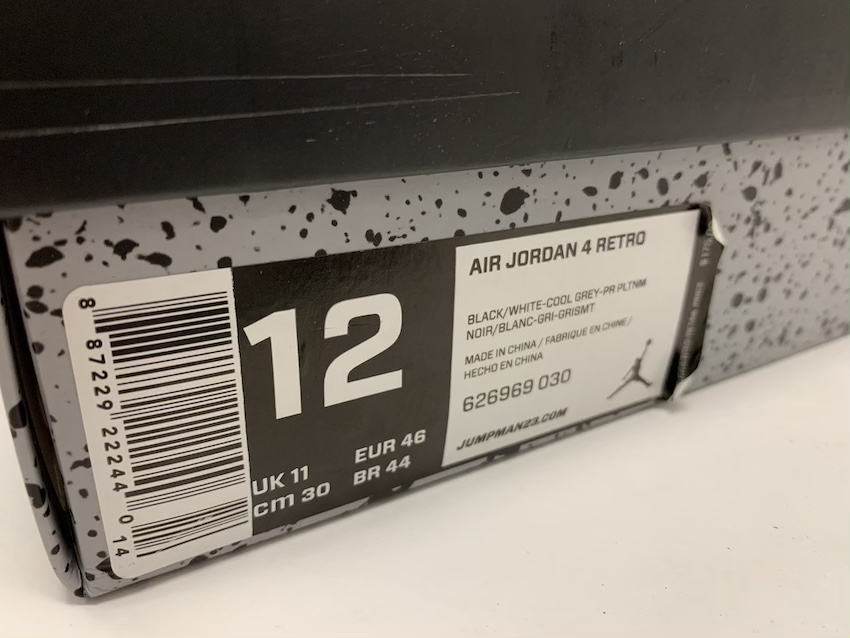 8 87229 22244 0 14
12
UK 11 EUR 46
cm 30 BR 44
AIR JORDAN 4 RETRO
BLACK/WHITE-COOL GREY-PR PLTNM
NOIR/BLANC-GRI-GRISMT
MADE IN CHINA / FABRIQUE EN CHINE/
HECHO EN CHINA
626969 030
JUMPMAN23.COM